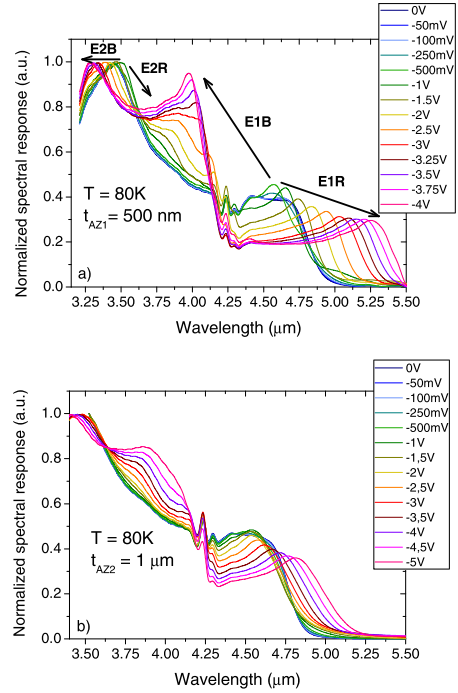 0V
-50mV
-100mV
-250mV
-500mV
-1V
-1.5V
-2V
-2.5V
-3V
-3.25V
-3.5V
-3.75V
-4V
Normalized spectral response (a.u.)
1.0
0.8
0.6
0.4
0.2
0.0
E2B
E2R
E1B
E1R
T = 80K
t_AZ1 = 500 nm
a)
3.25 3.50 3.75 4.00 4.25 4.50 4.75 5.00 5.25 5.50
Wavelength (μm)
0V
-50mV
-100mV
-250mV
-500mV
-1V
-1,5V
-2V
-2,5V
-3V
-3,5V
-4V
-4,5V
-5V
Normalized spectral response (a.u.)
1.0
0.8
0.6
0.4
0.2
0.0
T = 80K
t_AZ2 = 1 μm
b)
3.50 3.75 4.00 4.25 4.50 4.75 5.00 5.25 5.50
Wavelength (μm)